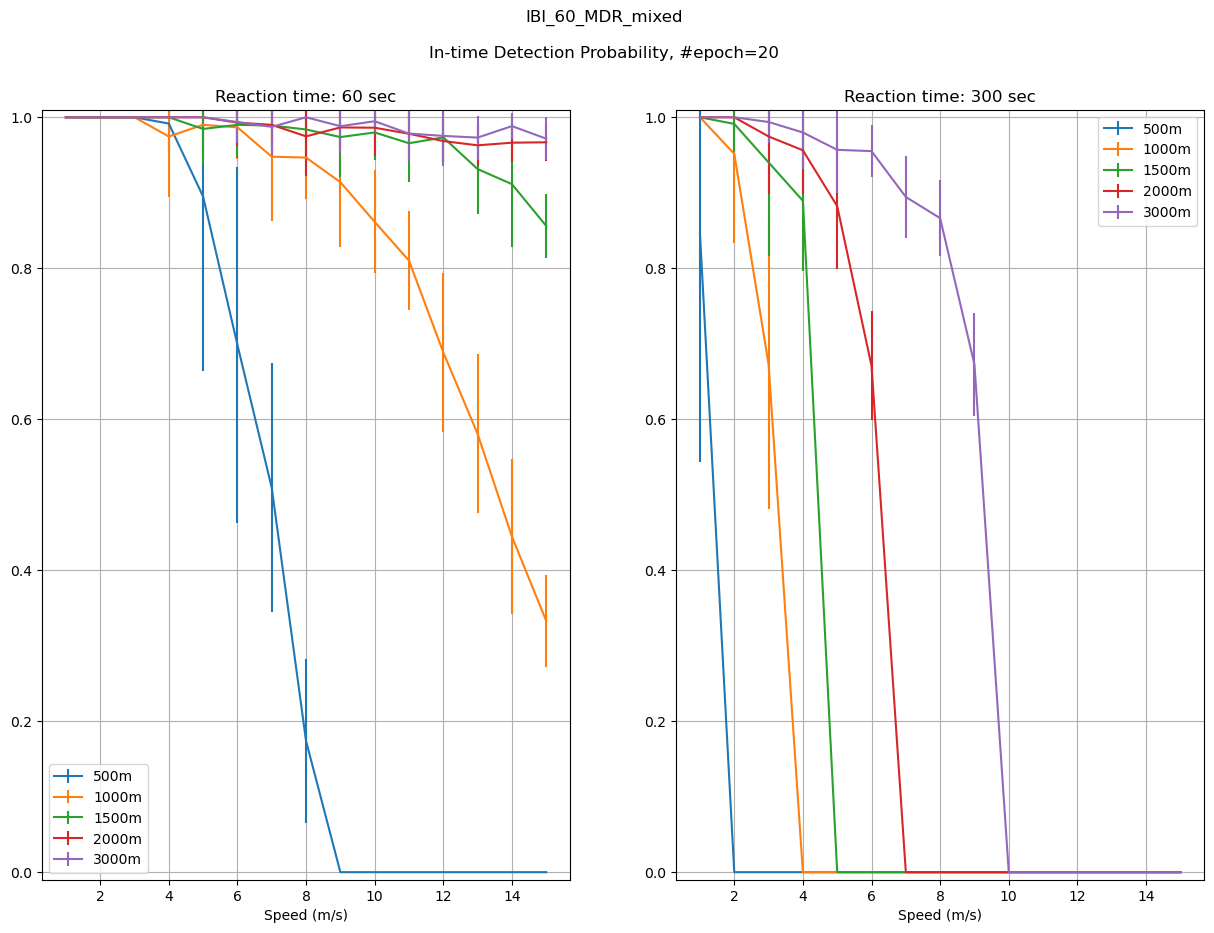 IBI_60_MDR_mixed
In-time Detection Probability, #epoch=20
Reaction time: 60 sec
1.0
0.8
0.6
0.4
0.2
0.0
500m
1000m
1500m
2000m
3000m
2 4 6 8 10 12 14
Speed (m/s)
Reaction time: 300 sec
1.0
0.8
0.6
0.4
0.2
0.0
500m
1000m
1500m
2000m
3000m
2 4 6 8 10 12 14
Speed (m/s)